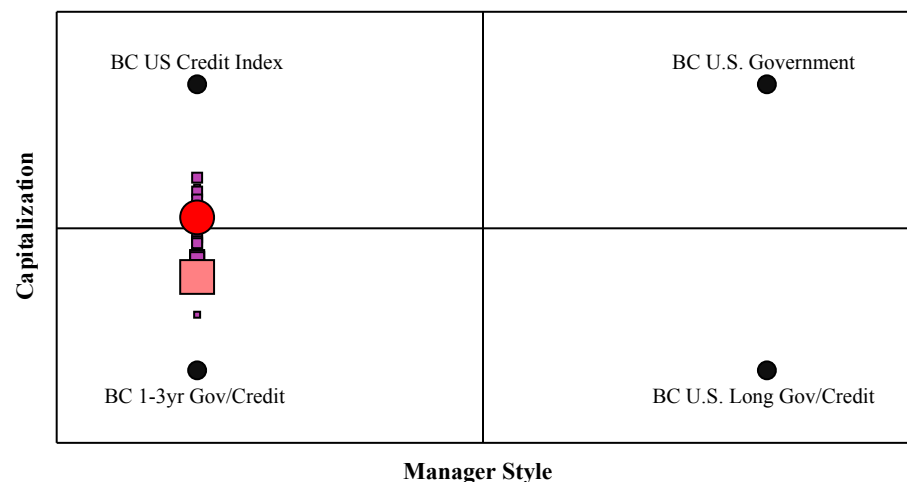 BC US Credit Index
BC U.S. Government
Capitalization
BC 1-3yr Gov/Credit
BC U.S. Long Gov/Credit
Manager Style